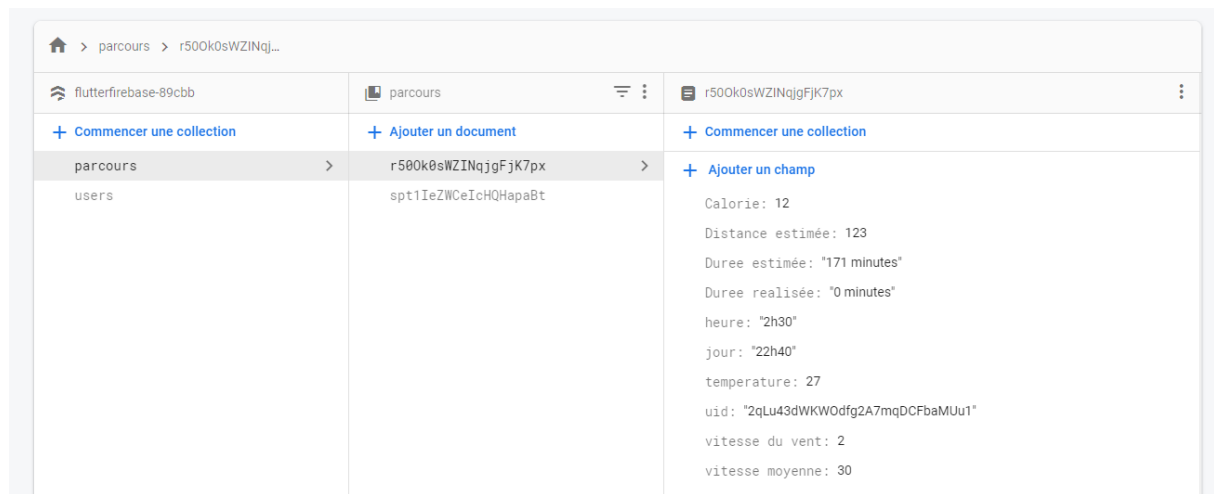 parcours > r50Ok0sWZINqj...
flutterfirebase-89cbb
parcours
r50Ok0sWZINqjgFjK7px
+ Commencer une collection
+ Ajouter un document
+ Commencer une collection
parcours
users
r50Ok0sWZINqjgFjK7px
spt1IeZWCeIcHQHapaBt
+ Ajouter un champ
Calorie: 12
Distance estimée: 123
Duree estimée: "171 minutes"
Duree realisée: "0 minutes"
heure: "2h30"
jour: "22h40"
temperature: 27
uid: "2qLu43dWKWOdfg2A7mqDCFbaMUu1"
vitesse du vent: 2
vitesse moyenne: 30